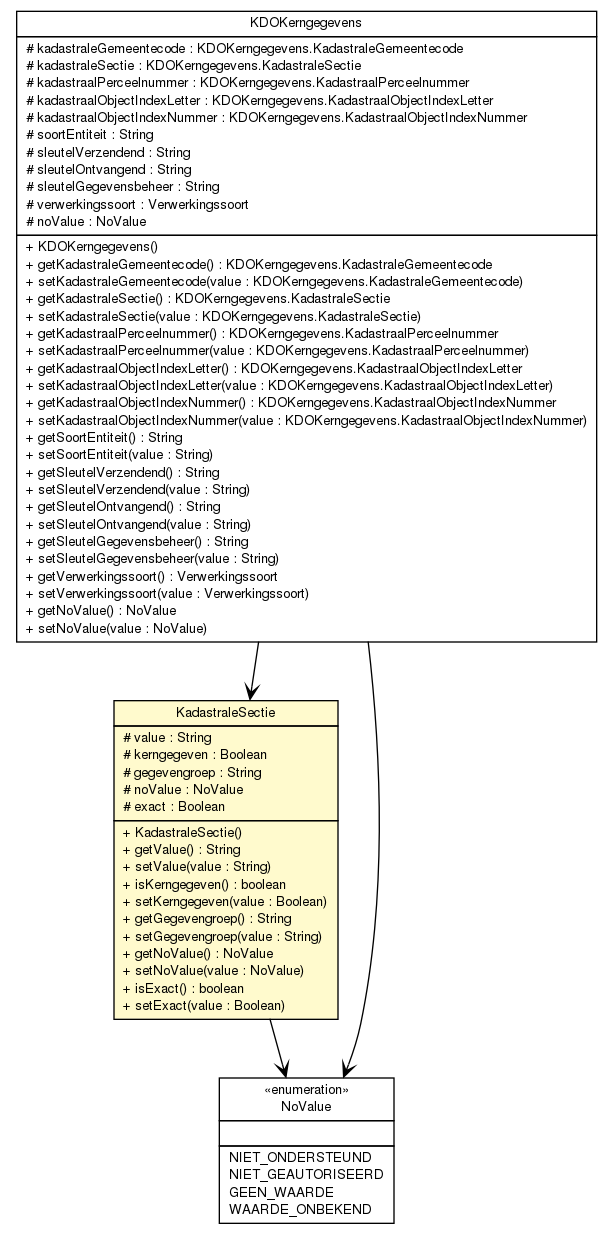 KDOKerngegevens
# kadastraleGemeentecode : KDOKerngegevens.KadastraleGemeentecode
# kadastraleSectie : KDOKerngegevens.KadastraleSectie
# kadastraalPerceelnummer : KDOKerngegevens.KadastraalPerceelnummer
# kadastraalObjectIndexLetter : KDOKerngegevens.KadastraalObjectIndexLetter
# kadastraalObjectIndexNummer : KDOKerngegevens.KadastraalObjectIndexNummer
# soortEntiteit : String
# sleutelVerzendend : String
# sleutelOntvangend : String
# sleutelGegevensbeheer : String
# verwerkingssoort : Verwerkingssoort
# noValue : NoValue
+ KDOKerngegevens()
+ getKadastraleGemeentecode() : KDOKerngegevens.KadastraleGemeentecode
+ setKadastraleGemeentecode(value : KDOKerngegevens.KadastraleGemeentecode)
+ getKadastraleSectie() : KDOKerngegevens.KadastraleSectie
+ setKadastraleSectie(value : KDOKerngegevens.KadastraleSectie)
+ getKadastraalPerceelnummer() : KDOKerngegevens.KadastraalPerceelnummer
+ setKadastraalPerceelnummer(value : KDOKerngegevens.KadastraalPerceelnummer)
+ getKadastraalObjectIndexLetter() : KDOKerngegevens.KadastraalObjectIndexLetter
+ setKadastraalObjectIndexLetter(value : KDOKerngegevens.KadastraalObjectIndexLetter)
+ getKadastraalObjectIndexNummer() : KDOKerngegevens.KadastraalObjectIndexNummer
+ setKadastraalObjectIndexNummer(value : KDOKerngegevens.KadastraalObjectIndexNummer)
+ getSoortEntiteit() : String
+ setSoortEntiteit(value : String)
+ getSleutelVerzendend() : String
+ setSleutelVerzendend(value : String)
+ getSleutelOntvangend() : String
+ setSleutelOntvangend(value : String)
+ getSleutelGegevensbeheer() : String
+ setSleutelGegevensbeheer(value : String)
+ getVerwerkingssoort() : Verwerkingssoort
+ setVerwerkingssoort(value : Verwerkingssoort)
+ getNoValue() : NoValue
+ setNoValue(value : NoValue)
KadastraleSectie
# value : String
# kerngegeven : Boolean
# gegevengroep : String
# noValue : NoValue
# exact : Boolean
+ KadastraleSectie()
+ getValue() : String
+ setValue(value : String)
+ isKerngegeven() : boolean
+ setKerngegeven(value : Boolean)
+ getGegevengroep() : String
+ setGegevengroep(value : String)
+ getNoValue() : NoValue
+ setNoValue(value : NoValue)
+ isExact() : boolean
+ setExact(value : Boolean)
«enumeration»
NoValue
NIET_ONDERSTEUND
NIET_GEAUTORISEERD
GEEN_WAARDE
WAARDE_ONBEKEND